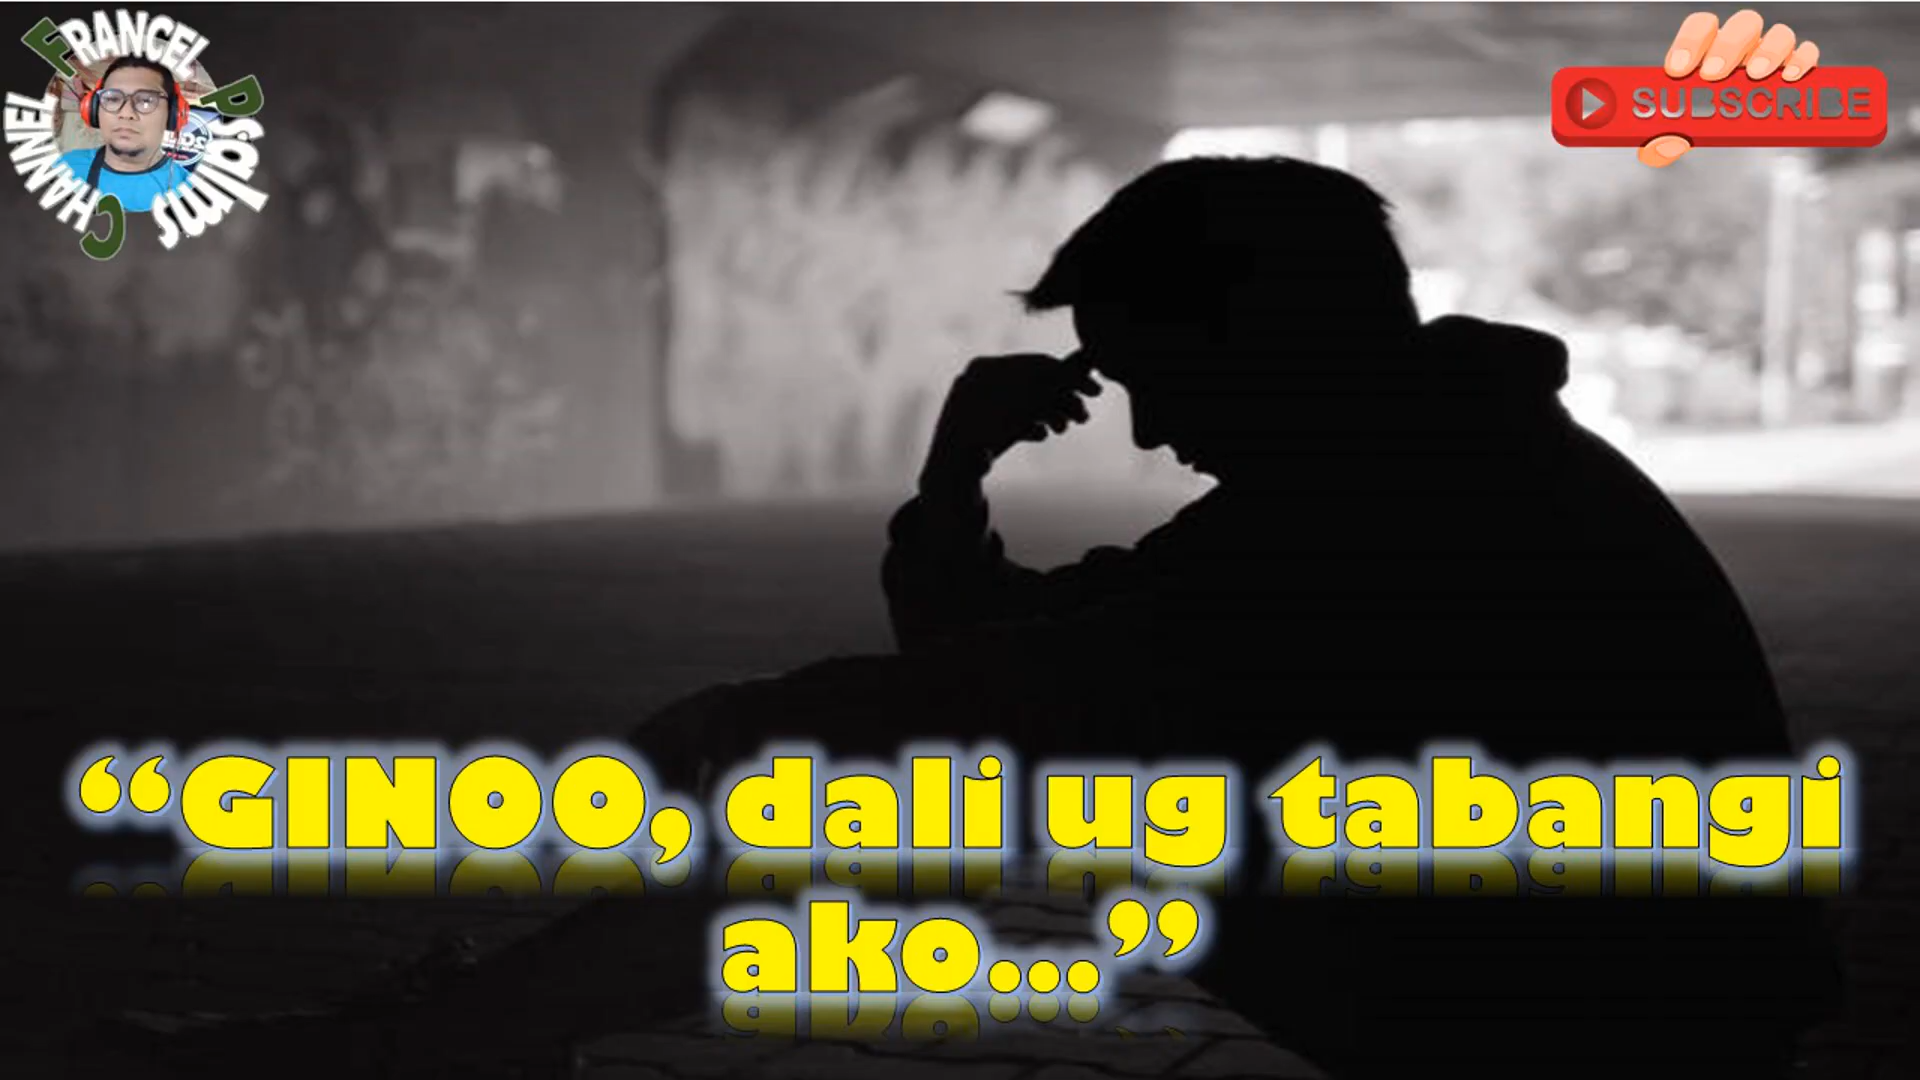 FRANCEL Psalms CHANNEL
SUBSCRIBE
“GINOO, dali ug tabangi
ako...”